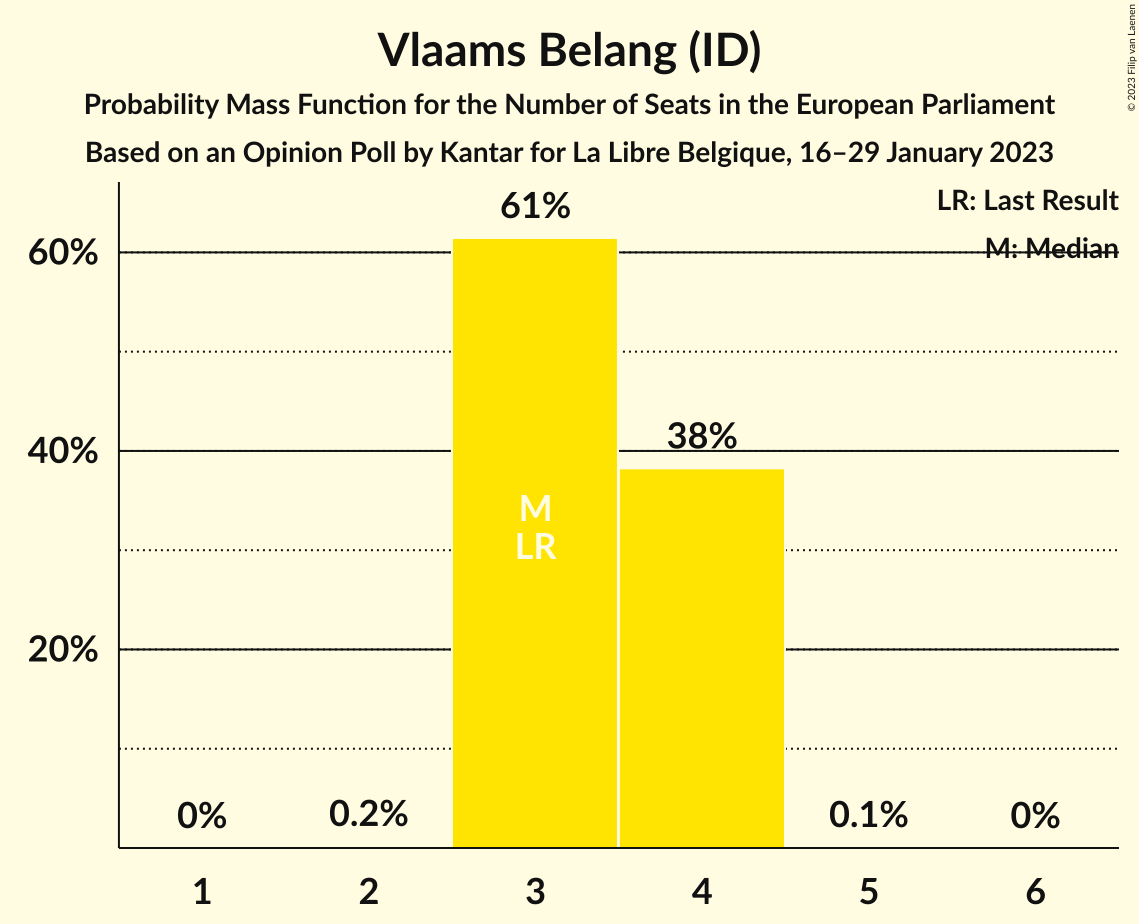 Vlaams Belang (ID)
Probability Mass Function for the Number of Seats in the European Parliament
Based on an Opinion Poll by Kantar for La Libre Belgique, 16–29 January 2023
© 2023 Filip van Laenen
LR: Last Result
M: Median
61%
60%
38%
40%
M
LR
20%
0%
0.2%
0.1%
0%
1
2
3
4
5
6